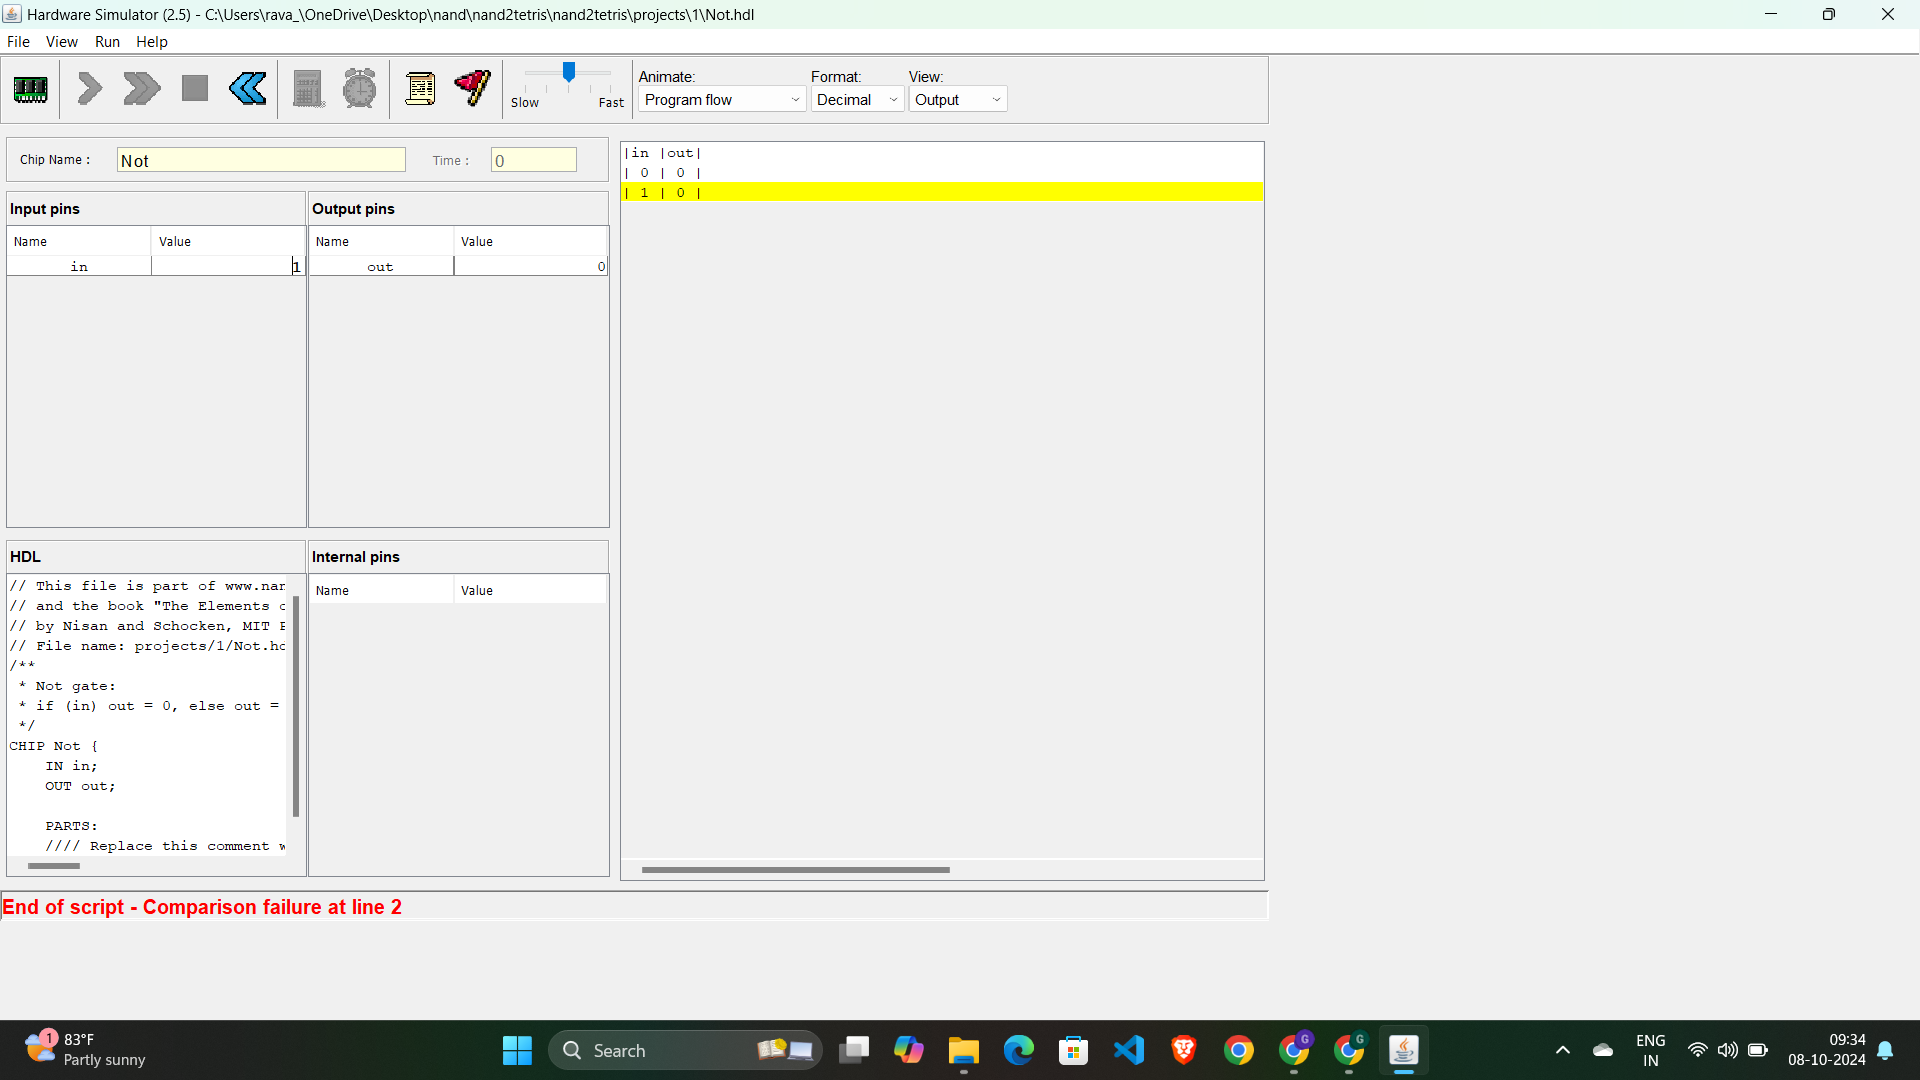 Hardware Simulator (2.5) - C:\Users\rava_\OneDrive\Desktop\nand\nand2tetris\nand2tetris\projects\1\Not.hdl
File View Run Help
Slow Fast
Animate: Format: View:
Program flow Decimal Output
Chip Name : Not Time : 0
Input pins
Name Value
in 1
Output pins
Name Value
out 0
|in |out|
| 0 | 0 |
| 1 | 0 |
HDL
// This file is part of www.nan
// and the book "The Elements o
// by Nisan and Schocken, MIT P
// File name: projects/1/Not.hd
/**
* Not gate:
* if (in) out = 0, else out =
*/
CHIP Not {
IN in;
OUT out;
PARTS:
//// Replace this comment w
Internal pins
Name Value
End of script - Comparison failure at line 2
1
83°F
Partly sunny
Search
G
G
ENG
IN
09:34
08-10-2024